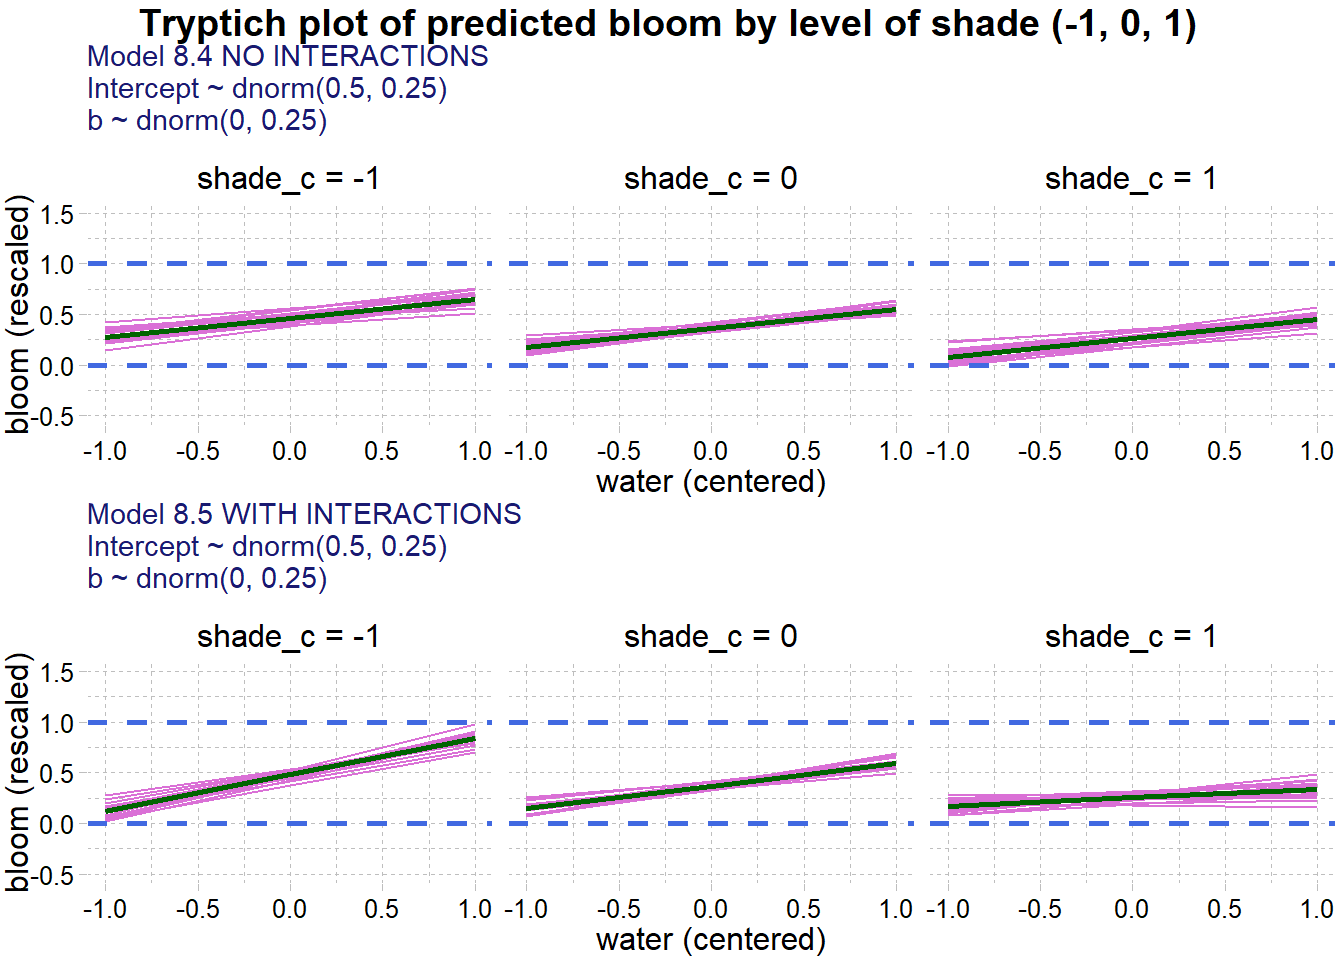 Tryptich plot of predicted bloom by level of shade (-1, 0, 1)
Model 8.4 NO INTERACTIONS
Intercept ~ dnorm(0.5, 0.25)
b ~ dnorm(0, 0.25)
shade_c = -1 shade_c = 0 shade_c = 1
bloom (rescaled)
1.5
1.0
0.5
0.0
-0.5
-1.0 -0.5 0.0 0.5 1.0 -1.0 -0.5 0.0 0.5 1.0 -1.0 -0.5 0.0 0.5 1.0
water (centered)
Model 8.5 WITH INTERACTIONS
Intercept ~ dnorm(0.5, 0.25)
b ~ dnorm(0, 0.25)
shade_c = -1 shade_c = 0 shade_c = 1
bloom (rescaled)
1.5
1.0
0.5
0.0
-0.5
-1.0 -0.5 0.0 0.5 1.0 -1.0 -0.5 0.0 0.5 1.0 -1.0 -0.5 0.0 0.5 1.0
water (centered)